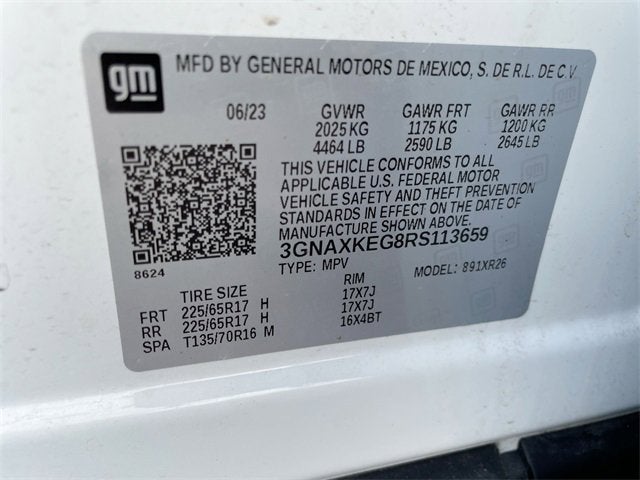 gm
MFD BY GENERAL MOTORS DE MEXICO, S. DE R.L. DE C.V
06/23 GVWR GAWR FRT GAWR RR
2025 KG 1175 KG 1200 KG
4464 LB 2590 LB 2645 LB
THIS VEHICLE CONFORMS TO ALL
APPLICABLE U.S. FEDERAL MOTOR
VEHICLE SAFETY AND THEFT PREVENTION
STANDARDS IN EFFECT ON THE DATE OF
MANUFACTURE SHOWN ABOVE.
3GNAXKEG8RS113659
8624 TYPE: MPV MODEL: 891XR26
TIRE SIZE RIM
FRT 225/65R17 H 17X7J
RR 225/65R17 H 17X7J
SPA T135/70R16 M 16X4BT